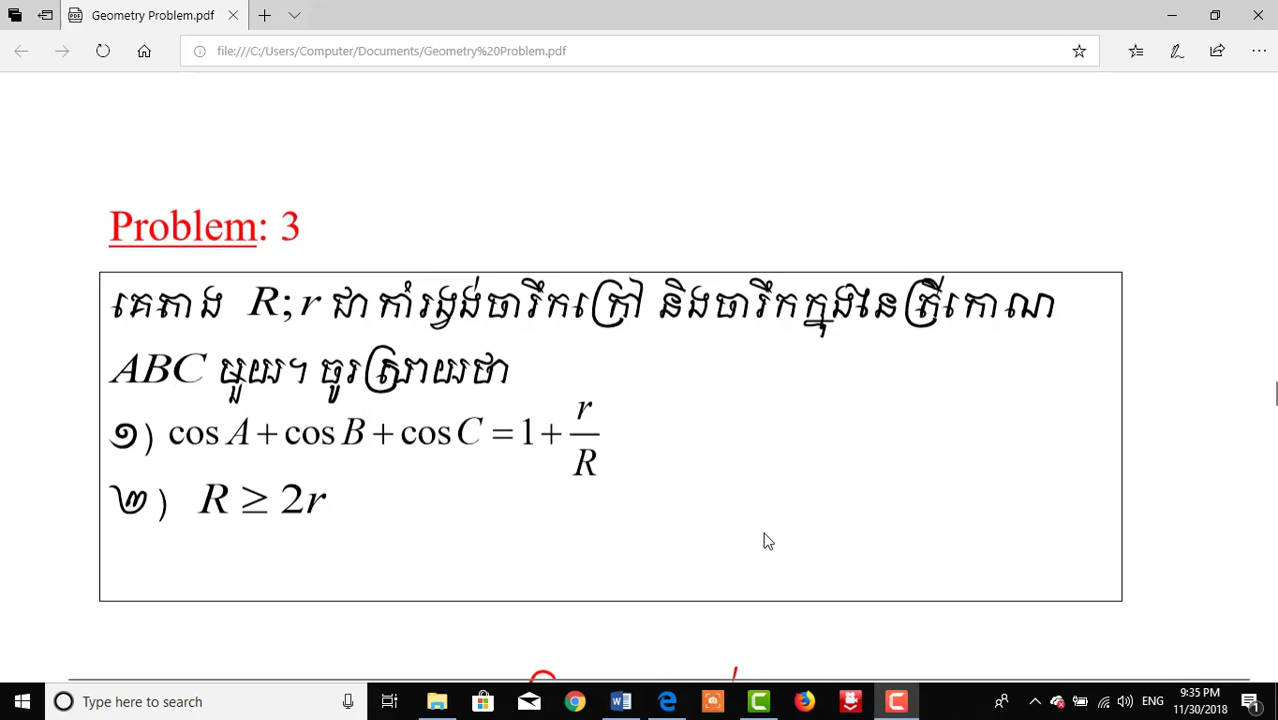 Geometry Problem.pdf
file:///C:/Users/Computer/Documents/Geometry%20Problem.pdf
Problem: 3
គេតាង R; r ជា កាំរង្វង់ចារឹកក្រៅ និងចារឹកក្នុងនៃត្រីកោណ
ABC មួយ។ ចូរស្រាយថា
១) cos A + cos B + cos C = 1 + r/R
២) R ≥ 2r
Type here to search
ENG
9:35 PM
11/30/2018
1